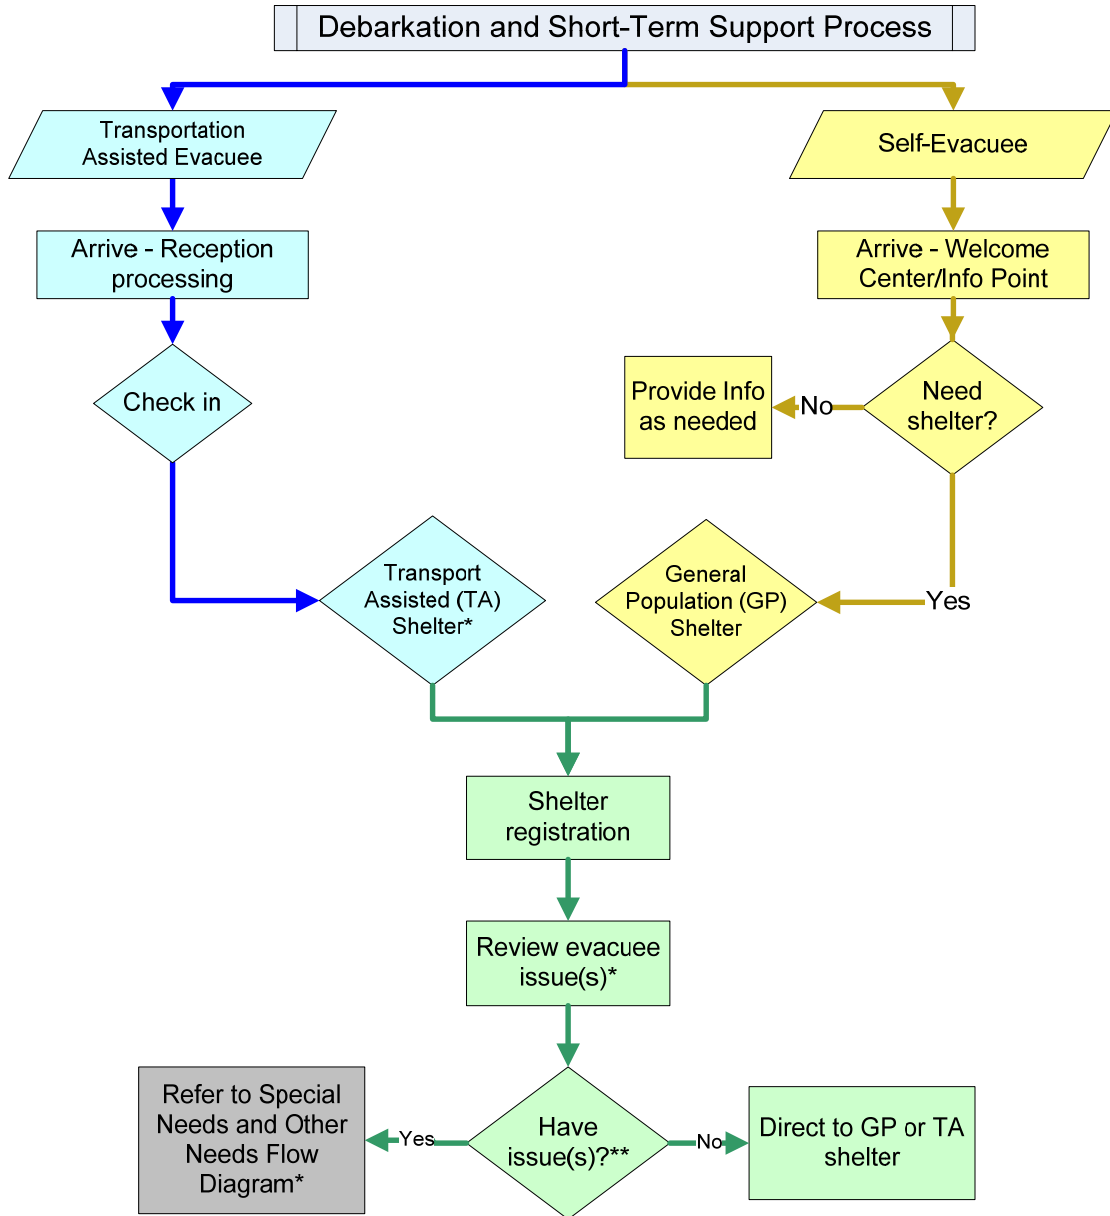 Debarkation and Short-Term Support Process
Transportation
Assisted Evacuee
Self-Evacuee
Arrive - Reception
processing
Arrive - Welcome
Center/Info Point
Check in
Provide Info
as needed
No
Need
shelter?
Transport
Assisted (TA)
Shelter*
General
Population (GP)
Shelter
Yes
Shelter
registration
Review evacuee
issue(s)*
Refer to Special
Needs and Other
Needs Flow
Diagram*
Yes
Have
issue(s)?**
No
Direct to GP or TA
shelter